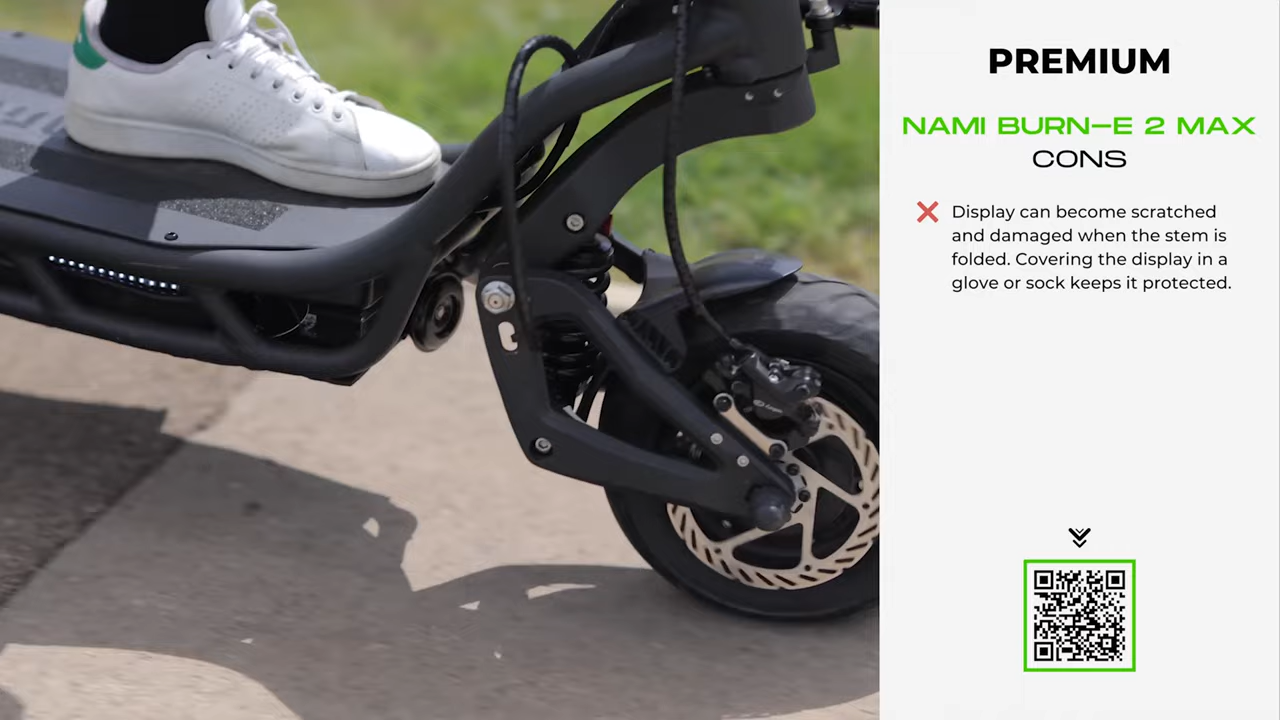 PREMIUM
NAMI BURN-E 2 MAX
CONS
Display can become scratched
and damaged when the stem is
folded. Covering the display in a
glove or sock keeps it protected.